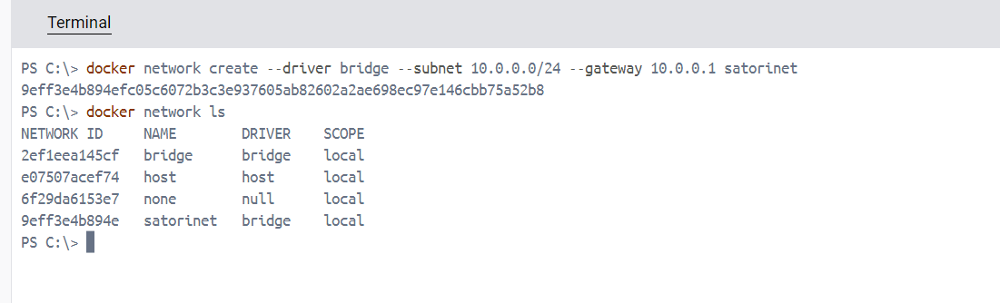 Terminal
PS C:\> docker network create --driver bridge --subnet 10.0.0.0/24 --gateway 10.0.0.1 satorinet
9eff3e4b894efc05c6072b3c3e937605ab82602a2ae698ec97e146cbb75a52b8
PS C:\> docker network ls
NETWORK ID     NAME        DRIVER    SCOPE
2ef1eea145cf   bridge      bridge    local
e07507acef74   host        host      local
6f29da6153e7   none        null      local
9eff3e4b894e   satorinet   bridge    local
PS C:\>